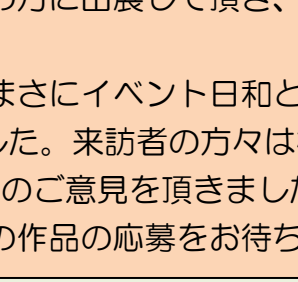 の方に出展して頂き、
まさにイベント日和と
した。来訪者の方々は
のご意見を頂きました
の作品の応募をお待ち